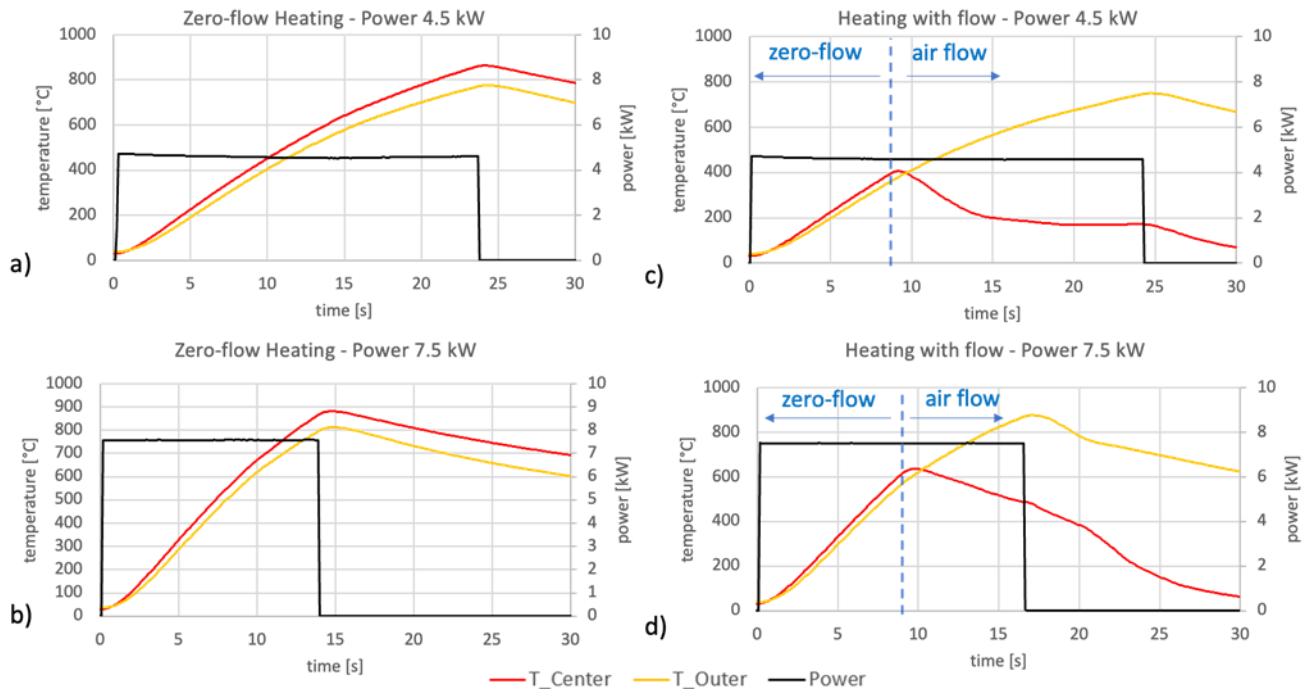 Zero-flow Heating - Power 4.5 kW
1000
800
600
400
200
0
temperature [°C]
10
8
6
4
2
0
power [kW]
0 5 10 15 20 25 30
time [s]
a)
Heating with flow - Power 4.5 kW
zero-flow
air flow
1000
800
600
400
200
0
temperature [°C]
10
8
6
4
2
0
power [kW]
0 5 10 15 20 25 30
time [s]
c)
Zero-flow Heating - Power 7.5 kW
1000
900
800
700
600
500
400
300
200
100
0
temperature [°C]
10
9
8
7
6
5
4
3
2
1
0
power [kW]
0 5 10 15 20 25 30
time [s]
b)
Heating with flow - Power 7.5 kW
zero-flow
air flow
1000
800
600
400
200
0
temperature [°C]
10
8
6
4
2
0
power [kW]
0 5 10 15 20 25 30
time [s]
d)
T_Center T_Outer Power